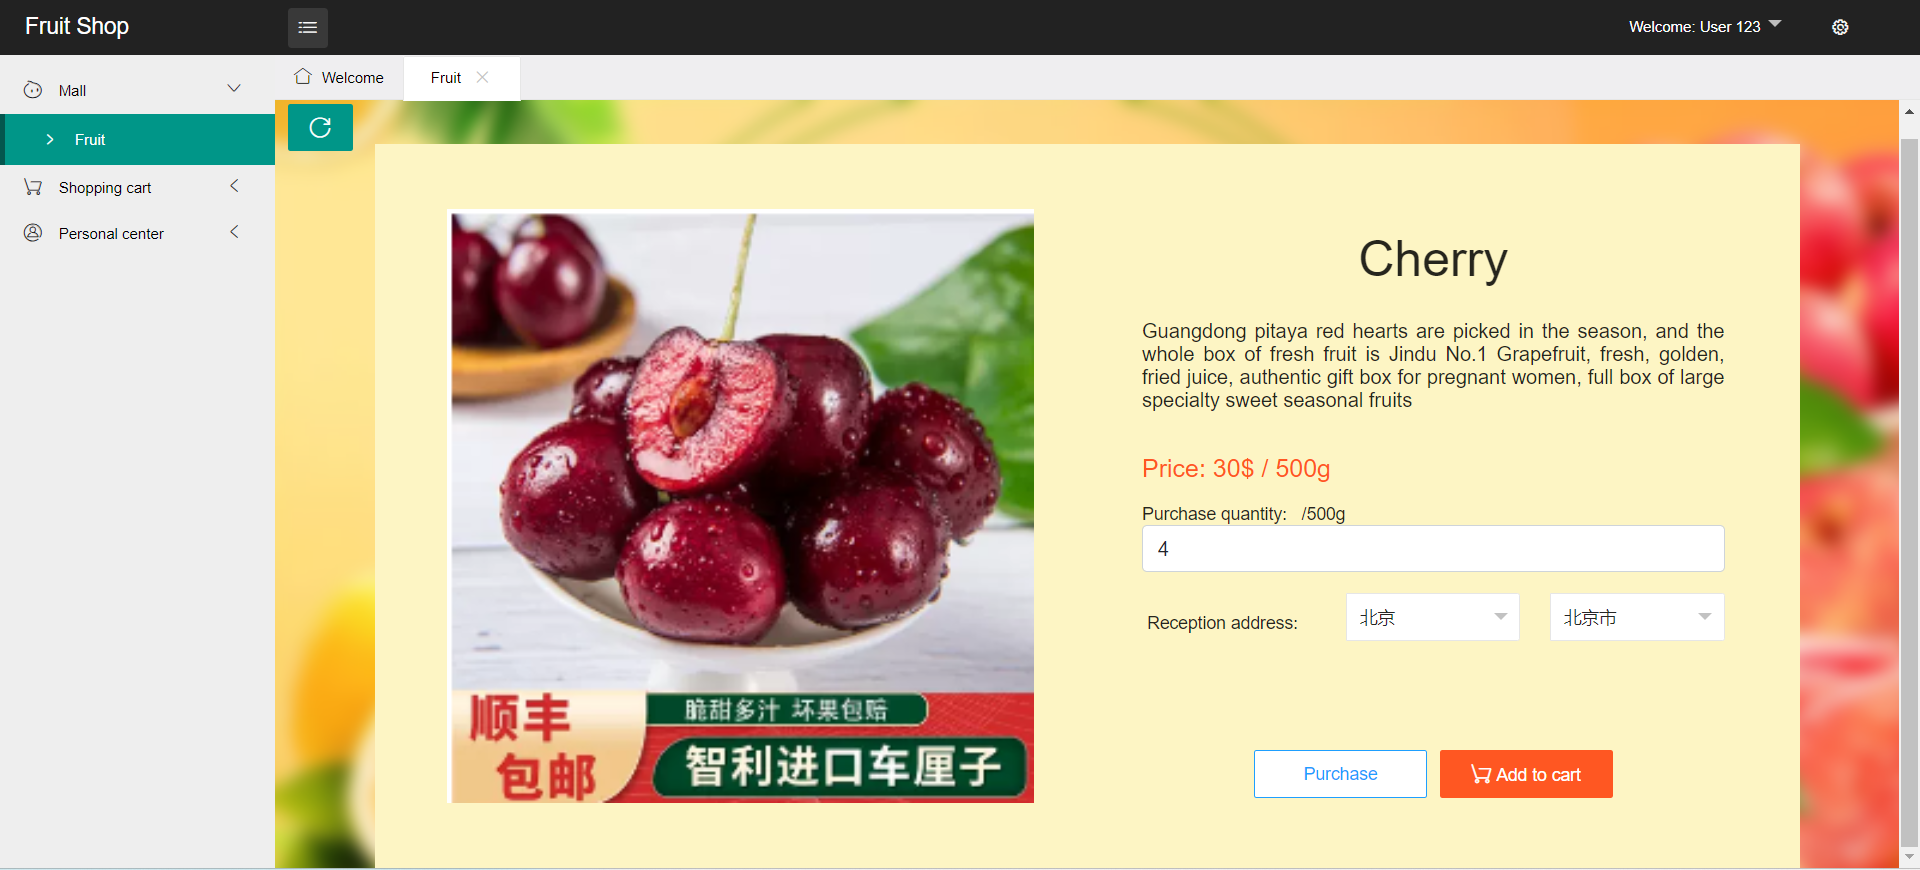 Fruit Shop
Welcome: User 123
Mall
Fruit
Shopping cart
Personal center
Welcome
Fruit
Cherry
Guangdong pitaya red hearts are picked in the season, and the
whole box of fresh fruit is Jindu No.1 Grapefruit, fresh, golden,
fried juice, authentic gift box for pregnant women, full box of large
specialty sweet seasonal fruits
Price: 30$ / 500g
Purchase quantity: /500g
4
Reception address:
北京
北京市
顺丰
包邮
脆甜多汁 坏果包赔
智利进口车厘子
Purchase
Add to cart